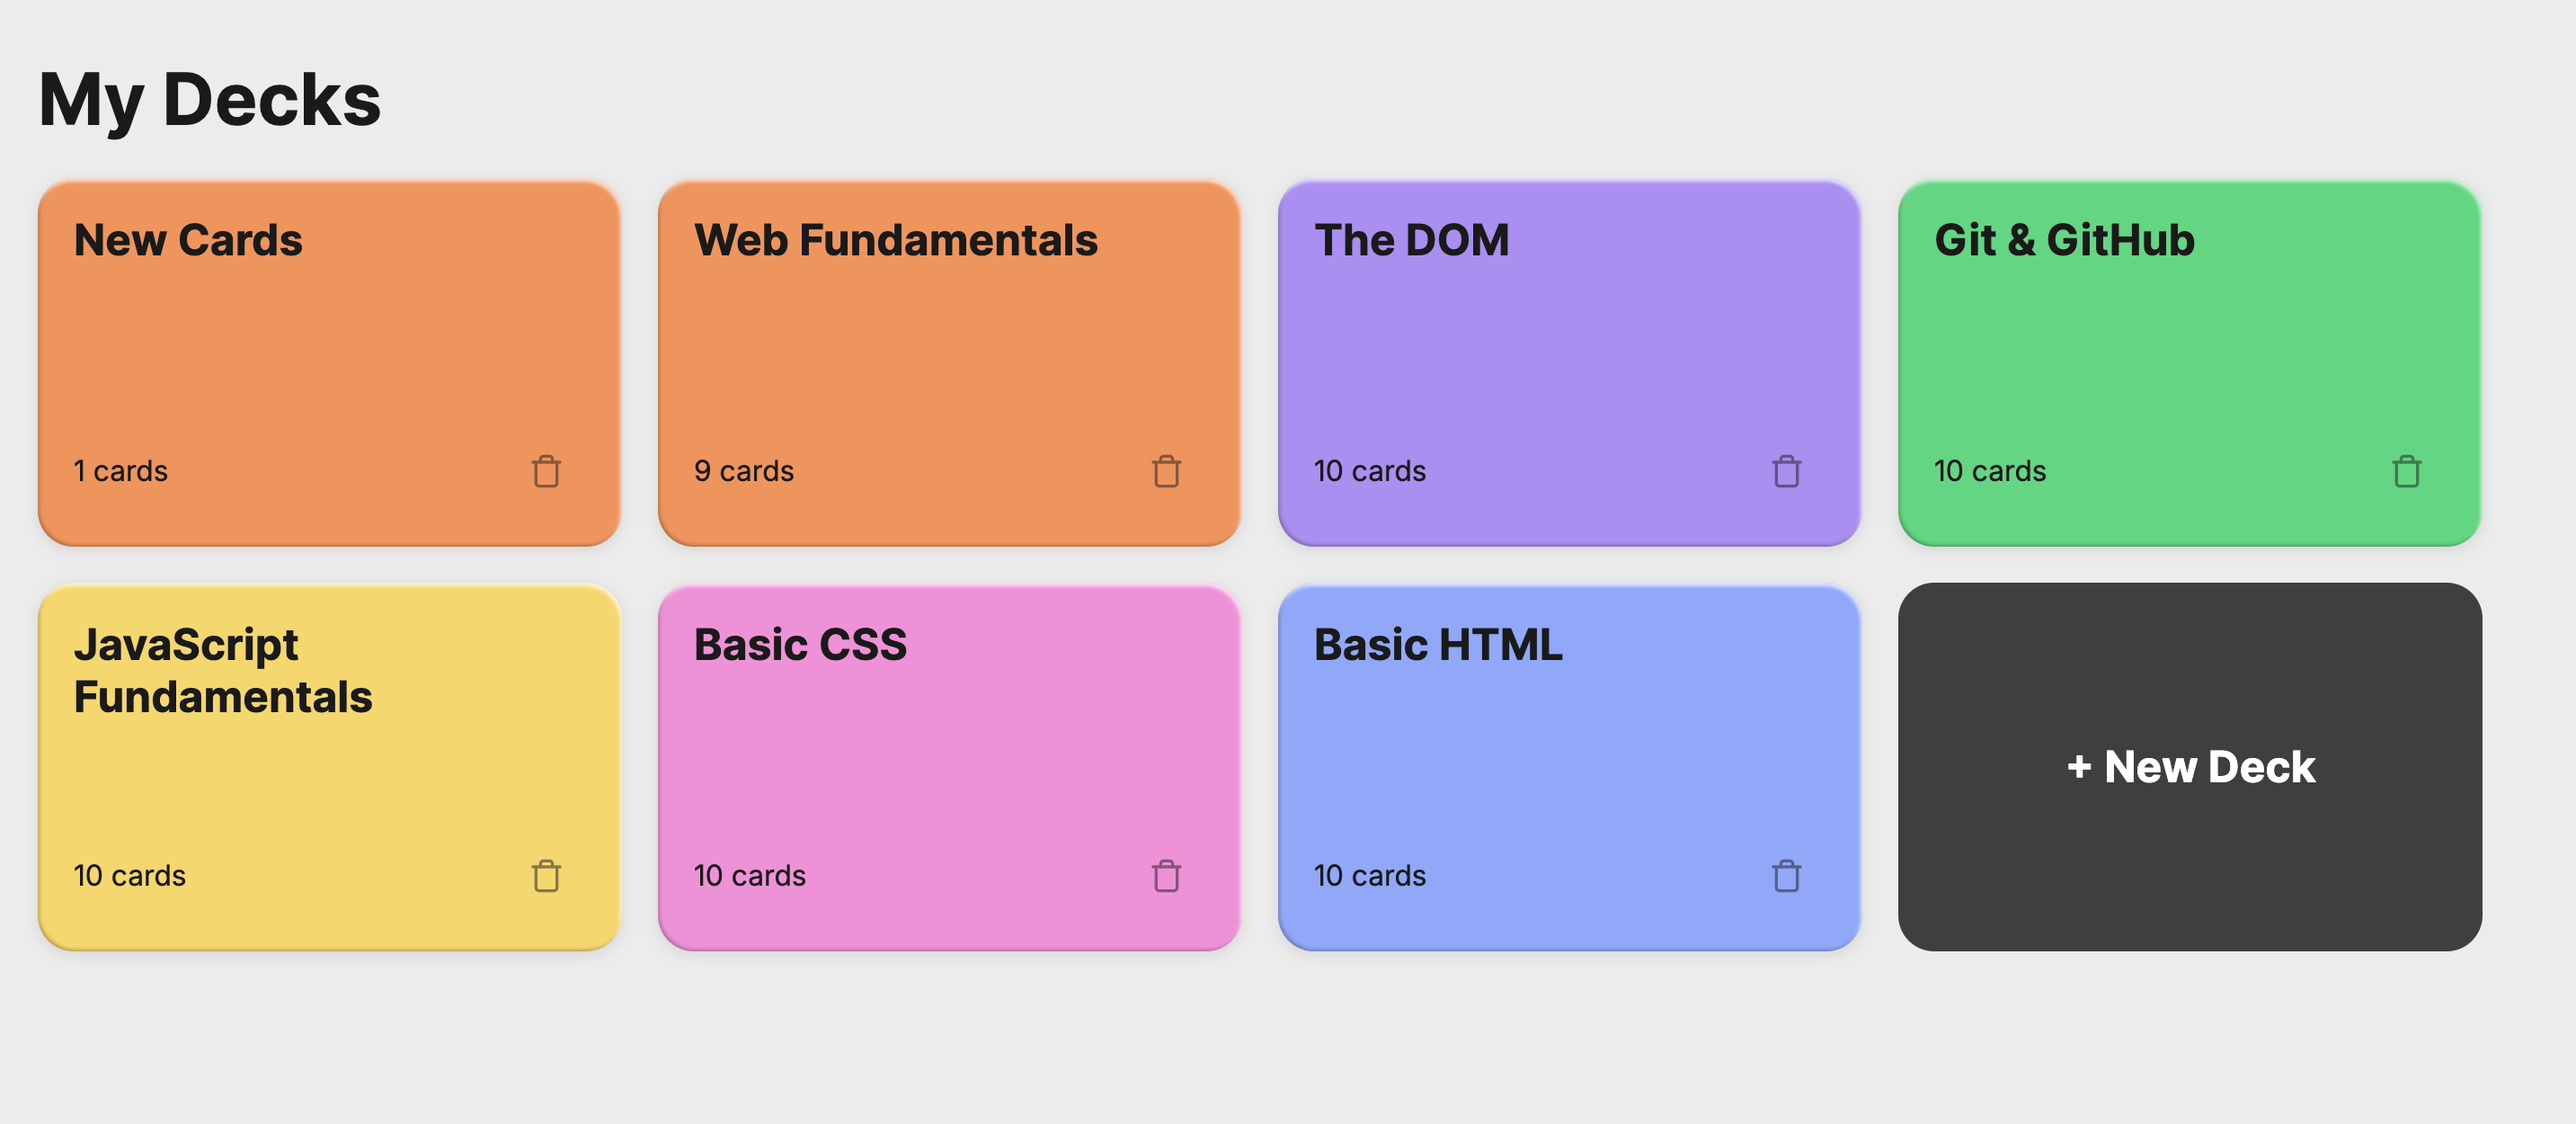 My Decks
New Cards
1 cards
Web Fundamentals
9 cards
The DOM
10 cards
Git & GitHub
10 cards
JavaScript
Fundamentals
10 cards
Basic CSS
10 cards
Basic HTML
10 cards
+ New Deck